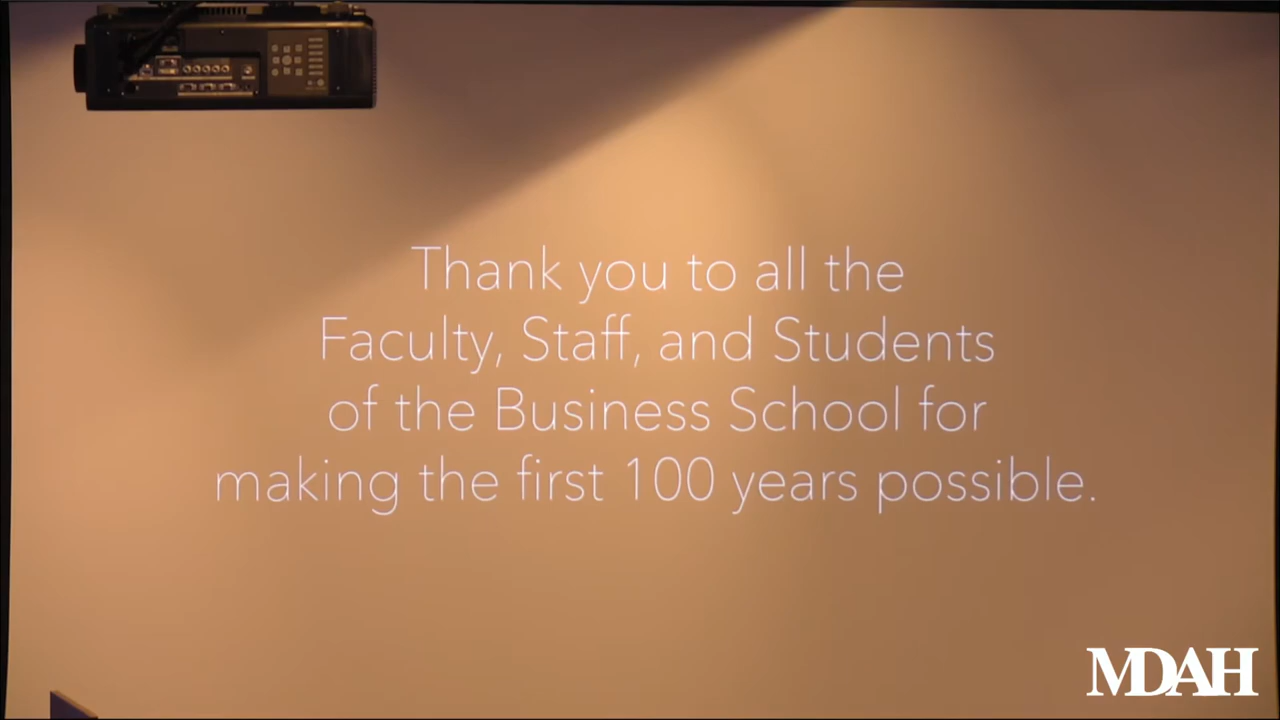 Thank you to all the
Faculty, Staff, and Students
of the Business School for
making the first 100 years possible.
MDAH